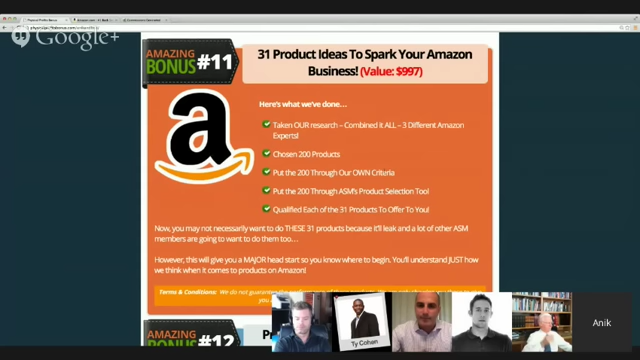 Google+
AMAZING
BONUS #11
31 Product Ideas To Spark Your Amazon
Business! (Value: $997)
a
Here's what we've done...
Taken OUR research – Combined it ALL – 3 Different Amazon
Experts!
Chosen 200 Products
Put the 200 Through Our OWN Criteria
Put the 200 Through ASM's Product Selection Tool
Qualified Each of the 31 Products To Offer To You!
Now, you may not necessarily want to do THESE 31 products because it'll leak and a lot of other ASM
members are going to want to do them too...
However, this will give you a MAJOR head start so you know where to begin. You'll understand JUST how
we think when it comes to products on Amazon!
Terms & Conditions: We do not guarantee
you
AMAZING
BONUS #12
Ty Cohan
Anik